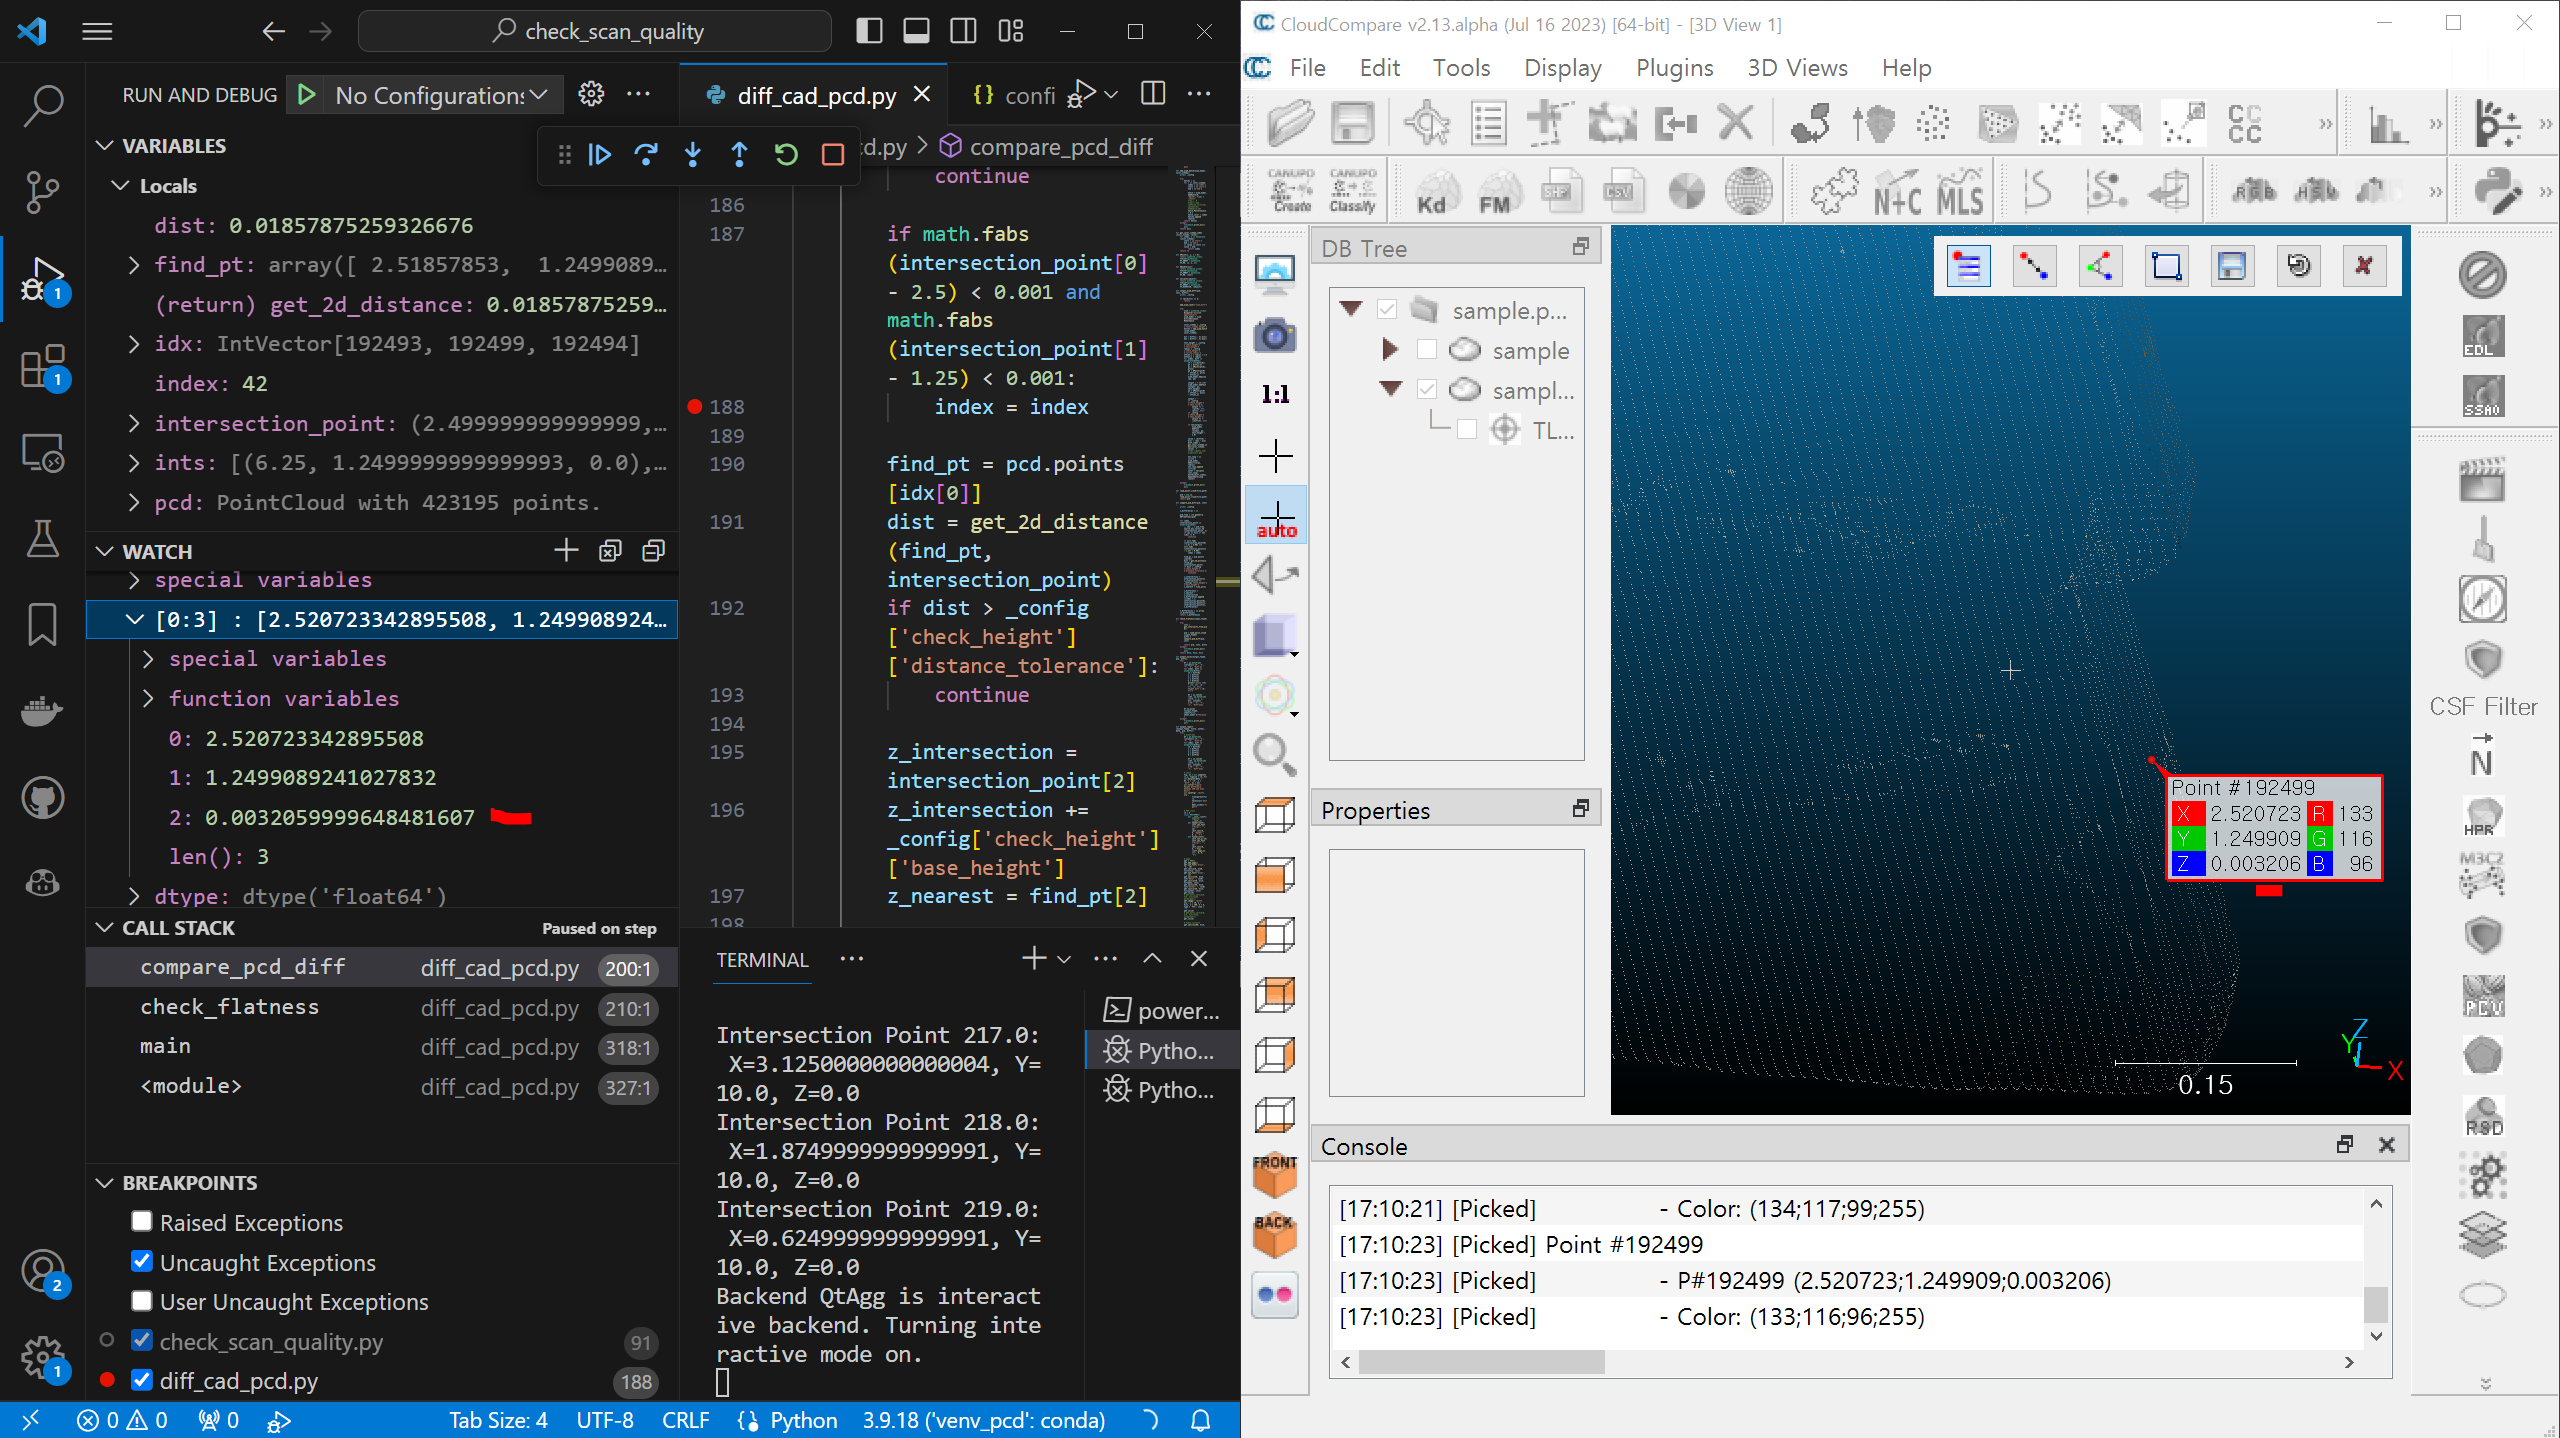 check_scan_quality
RUN AND DEBUG
No Configurations
VARIABLES
Locals
dist: 0.01857875259326676
find_pt: array([ 2.51857853,  1.2499089…
(return) get_2d_distance: 0.01857875259…
idx: IntVector[192493, 192499, 192494]
index: 42
intersection_point: (2.499999999999999,…
ints: [(6.25, 1.2499999999999993, 0.0),…
pcd: PointCloud with 423195 points.
WATCH
special variables
[0:3] : [2.520723342895508, 1.249908924…
special variables
function variables
0: 2.520723342895508
1: 1.2499089241027832
2: 0.0032059999648481607
len(): 3
dtype: dtype('float64')
CALL STACK
Paused on step
compare_pcd_diff diff_cad_pcd.py 200:1
check_flatness diff_cad_pcd.py 210:1
main diff_cad_pcd.py 318:1
<module> diff_cad_pcd.py 327:1
BREAKPOINTS
Raised Exceptions
Uncaught Exceptions
User Uncaught Exceptions
check_scan_quality.py 91
diff_cad_pcd.py 188
1
1
2
1
diff_cad_pcd.py
{} confi
d.py > compare_pcd_diff
continue
186
187 if math.fabs
(intersection_point[0]
- 2.5) < 0.001 and
math.fabs
(intersection_point[1]
- 1.25) < 0.001:
188 index = index
189
190 find_pt = pcd.points
[idx[0]]
191 dist = get_2d_distance
(find_pt,
intersection_point)
192 if dist > _config
['check_height']
['distance_tolerance']:
193 continue
194
195 z_intersection =
intersection_point[2]
196 z_intersection +=
_config['check_height']
['base_height']
197 z_nearest = find_pt[2]
198
TERMINAL
Intersection Point 217.0:
X=3.1250000000000004, Y=
10.0, Z=0.0
Intersection Point 218.0:
X=1.8749999999999991, Y=
10.0, Z=0.0
Intersection Point 219.0:
X=0.6249999999999991, Y=
10.0, Z=0.0
Backend QtAgg is interact
ive backend. Turning inte
ractive mode on.
power…
Pytho…
Pytho…
0 0 0
Tab Size: 4
UTF-8
CRLF
Python
3.9.18 ('venv_pcd': conda)
CloudCompare v2.13.alpha (Jul 16 2023) [64-bit] - [3D View 1]
File Edit Tools Display Plugins 3D Views Help
CC
CC
CANUPO
Create
CANUPO
Classify
Kd
FM
SHP
CSV
N+C
MLS
RGB
HSV
1:1
auto
FRONT
BACK
DB Tree
sample.p...
sample
sampl...
TL...
Properties
Point #192499
X 2.520723 R 133
Y 1.249909 G 116
Z 0.003206 B 96
0.15
Z
Y
X
EDL
SSAO
CSF Filter
N
HPR
M3C2
PCV
RSD
Console
[17:10:21] [Picked] - Color: (134;117;99;255)
[17:10:23] [Picked] Point #192499
[17:10:23] [Picked] - P#192499 (2.520723;1.249909;0.003206)
[17:10:23] [Picked] - Color: (133;116;96;255)